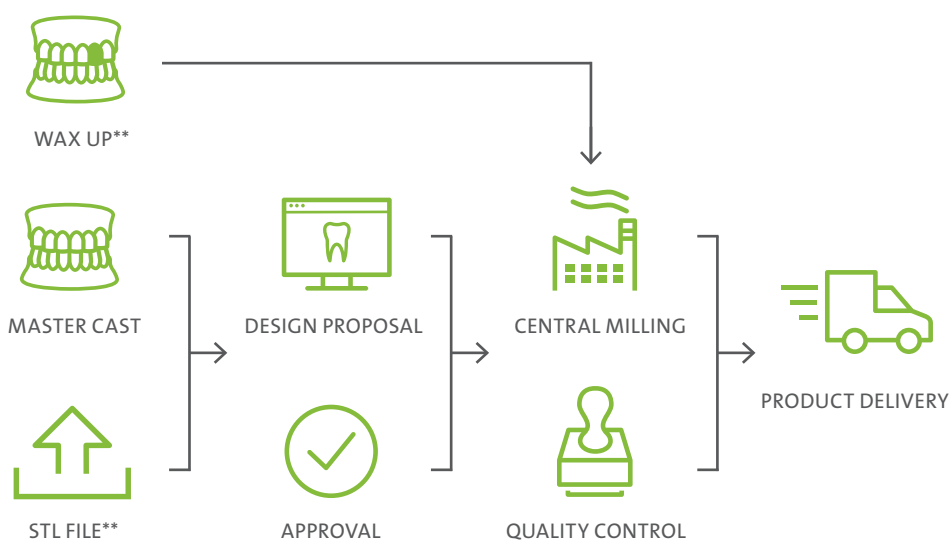 WAX UP**
MASTER CAST
DESIGN PROPOSAL
CENTRAL MILLING
PRODUCT DELIVERY
STL FILE**
APPROVAL
QUALITY CONTROL